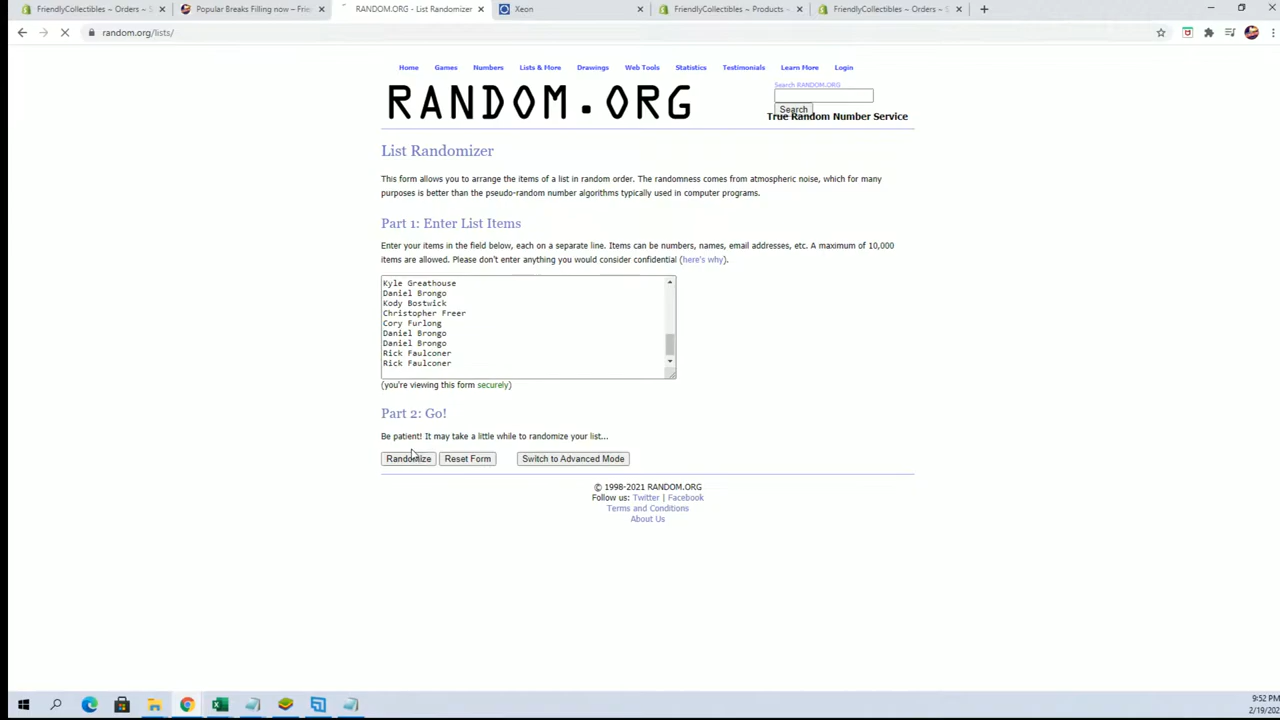 FriendlyCollectibles ~ Orders ~ S
Popular Breaks Filling now – Frie
RANDOM.ORG - List Randomizer
Xeon
FriendlyCollectibles ~ Products ~
FriendlyCollectibles ~ Orders ~ S
random.org/lists/
Home Games Numbers Lists & More Drawings Web Tools Statistics Testimonials Learn More Login
Search RANDOM.ORG
RANDOM.ORG
Search
True Random Number Service
List Randomizer
This form allows you to arrange the items of a list in random order. The randomness comes from atmospheric noise, which for many
purposes is better than the pseudo-random number algorithms typically used in computer programs.
Part 1: Enter List Items
Enter your items in the field below, each on a separate line. Items can be numbers, names, email addresses, etc. A maximum of 10,000
items are allowed. Please don't enter anything you would consider confidential (here's why).
Kyle Greathouse
Daniel Brongo
Kody Bostwick
Christopher Freer
Cory Furlong
Daniel Brongo
Daniel Brongo
Rick Faulconer
Rick Faulconer
(you're viewing this form securely)
Part 2: Go!
Be patient! It may take a little while to randomize your list...
Randomize Reset Form Switch to Advanced Mode
© 1998-2021 RANDOM.ORG
Follow us: Twitter | Facebook
Terms and Conditions
About Us
9:52 PM
2/19/202